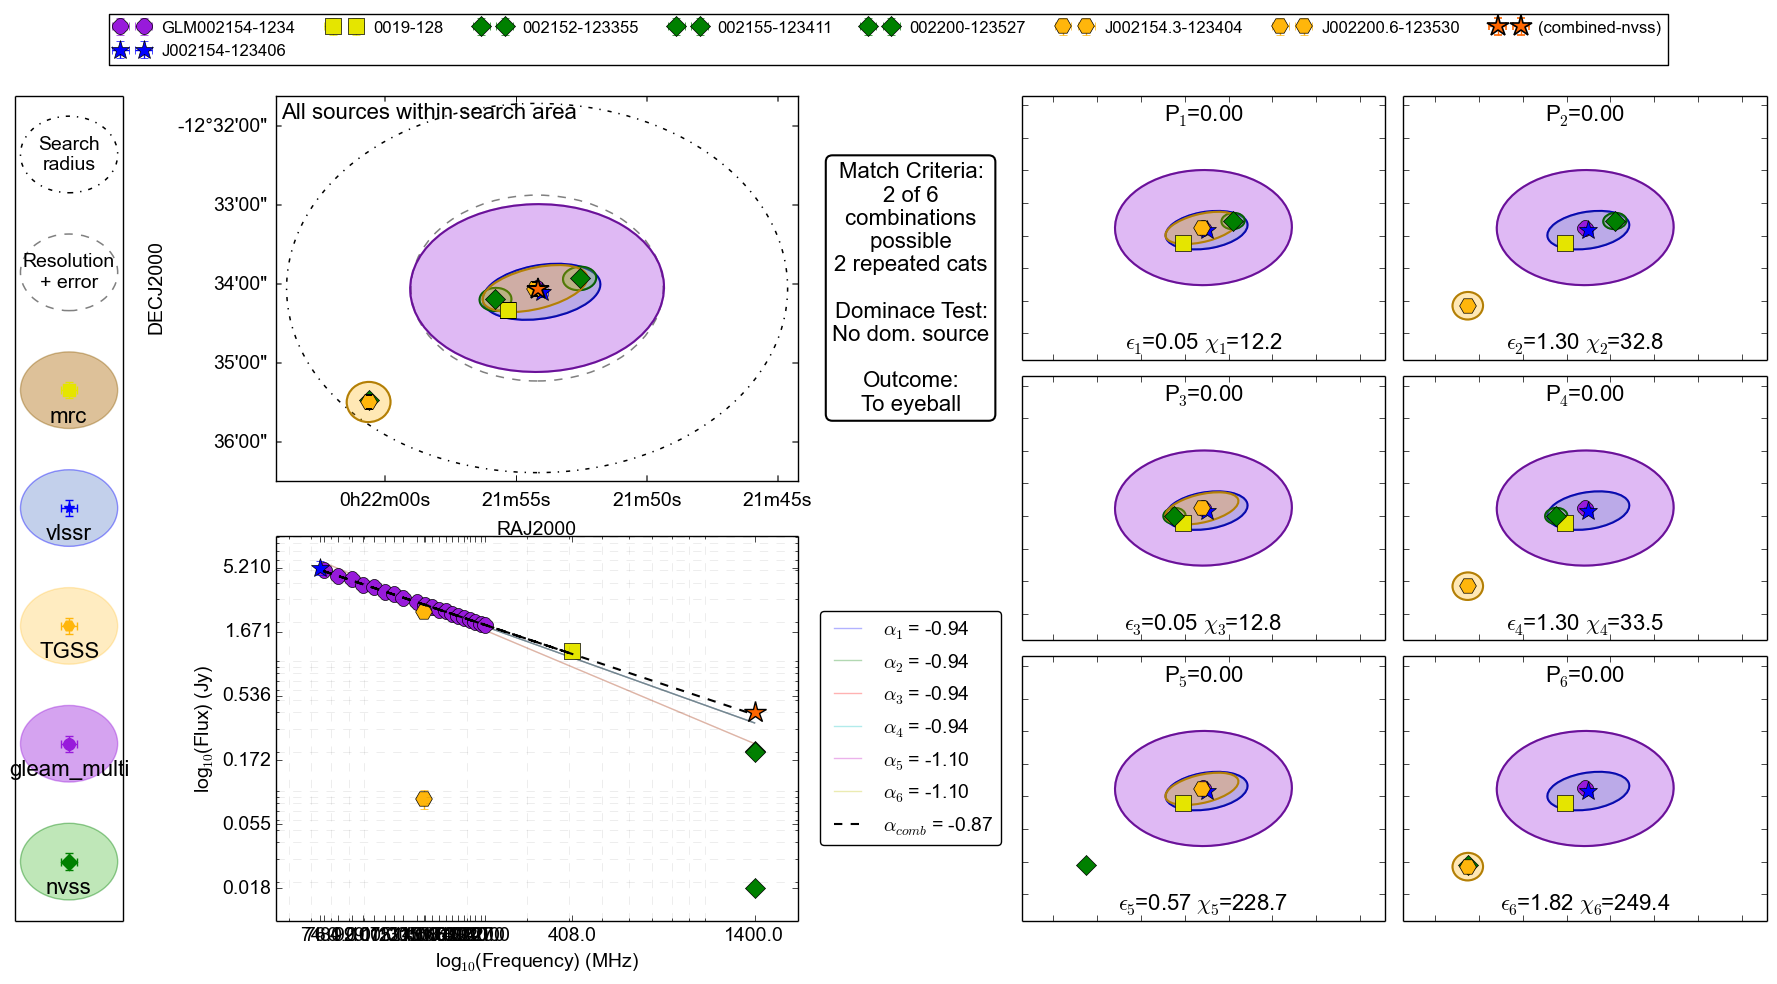 GLM002154-1234 0019-128 002152-123355 002155-123411 002200-123527 J002154.3-123404 J002200.6-123530 (combined-nvss)
J002154-123406
Search
radius
Resolution
+ error
mrc
vlssr
TGSS
gleam_multi
nvss
All sources within search area
DECJ2000
-12°32'00"
33'00"
34'00"
35'00"
36'00"
0h22m00s 21m55s 21m50s 21m45s
RAJ2000
Match Criteria:
2 of 6
combinations
possible
2 repeated cats
Dominace Test:
No dom. source
Outcome:
To eyeball
log₁₀(Flux) (Jy)
5.210
1.671
0.536
0.172
0.055
0.018
408.0 1400.0
log₁₀(Frequency) (MHz)
α₁ = -0.94
α₂ = -0.94
α₃ = -0.94
α₄ = -0.94
α₅ = -1.10
α₆ = -1.10
α_comb = -0.87
P₁=0.00
ϵ₁=0.05 χ₁=12.2
P₂=0.00
ϵ₂=1.30 χ₂=32.8
P₃=0.00
ϵ₃=0.05 χ₃=12.8
P₄=0.00
ϵ₄=1.30 χ₄=33.5
P₅=0.00
ϵ₅=0.57 χ₅=228.7
P₆=0.00
ϵ₆=1.82 χ₆=249.4